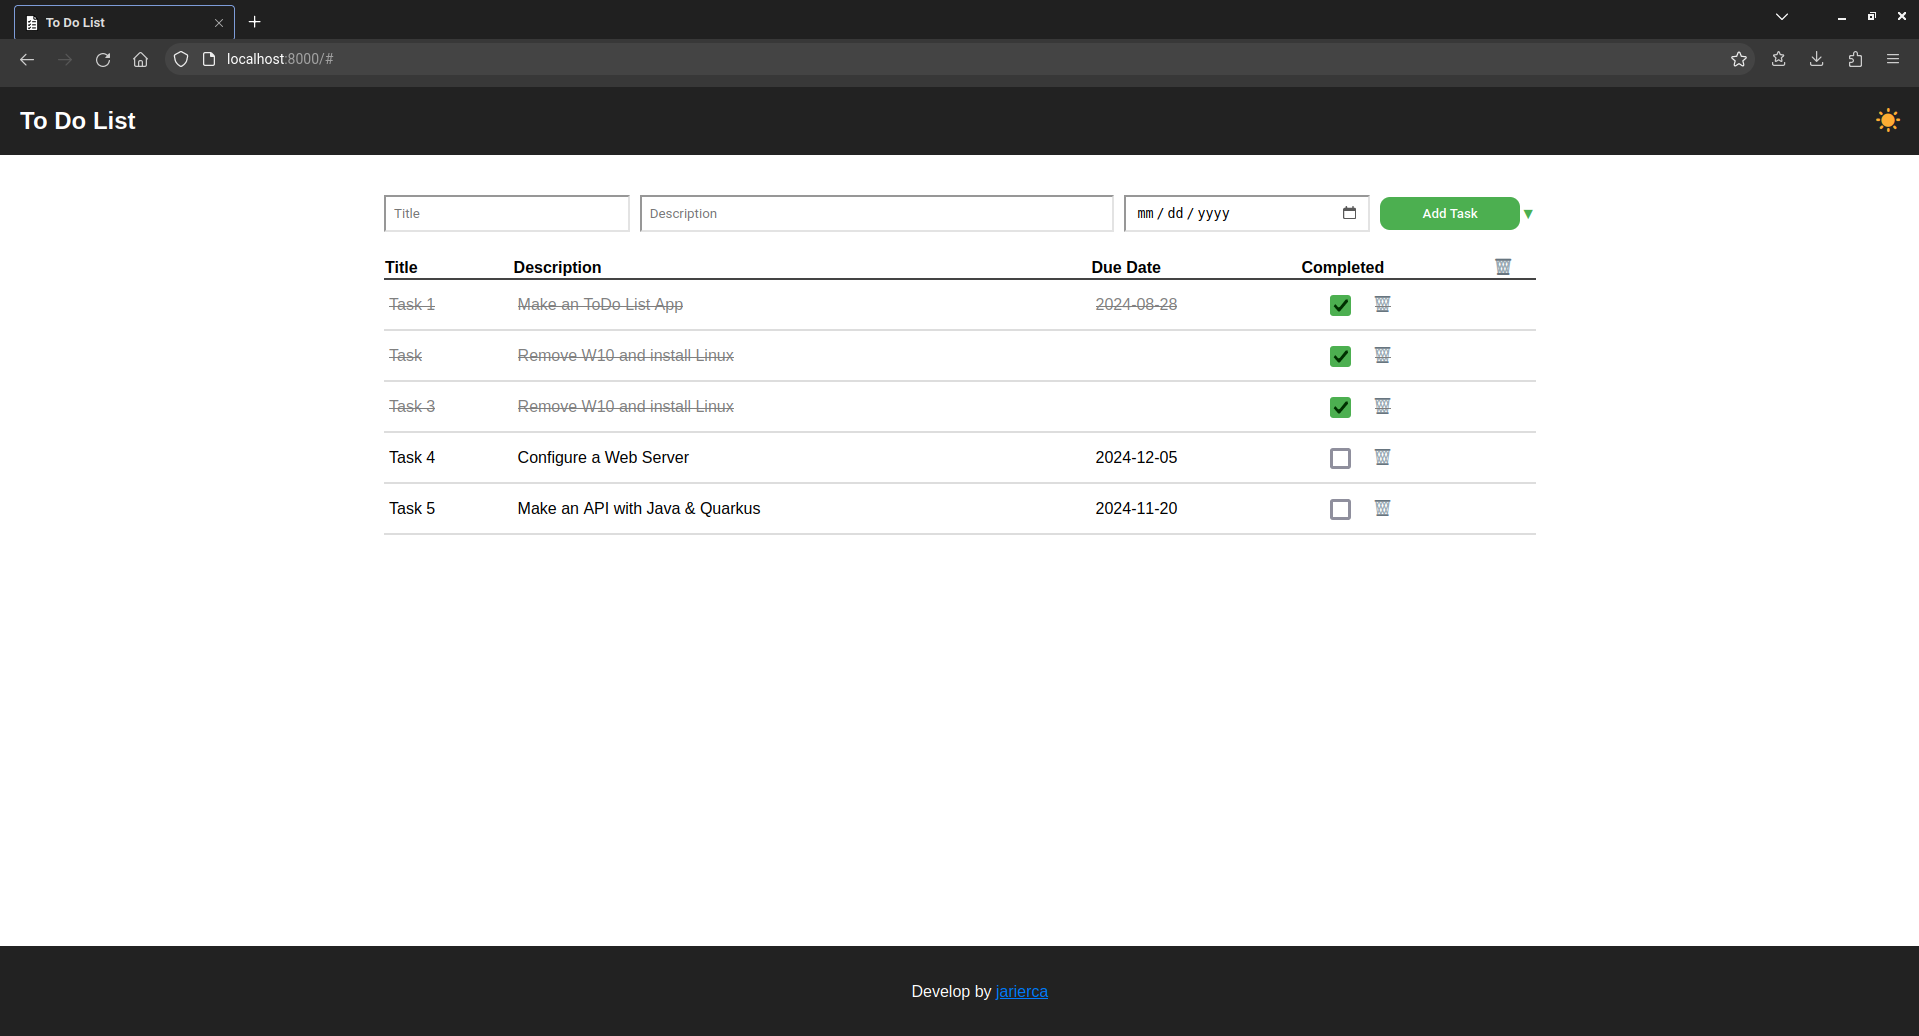 To Do List
localhost:8000/#
To Do List
Title Description mm / dd / yyyy Add Task ▼
Title Description Due Date Completed
Task 1 Make an ToDo List App 2024-08-28
Task Remove W10 and install Linux
Task 3 Remove W10 and install Linux
Task 4 Configure a Web Server 2024-12-05
Task 5 Make an API with Java & Quarkus 2024-11-20
Develop by jarierca